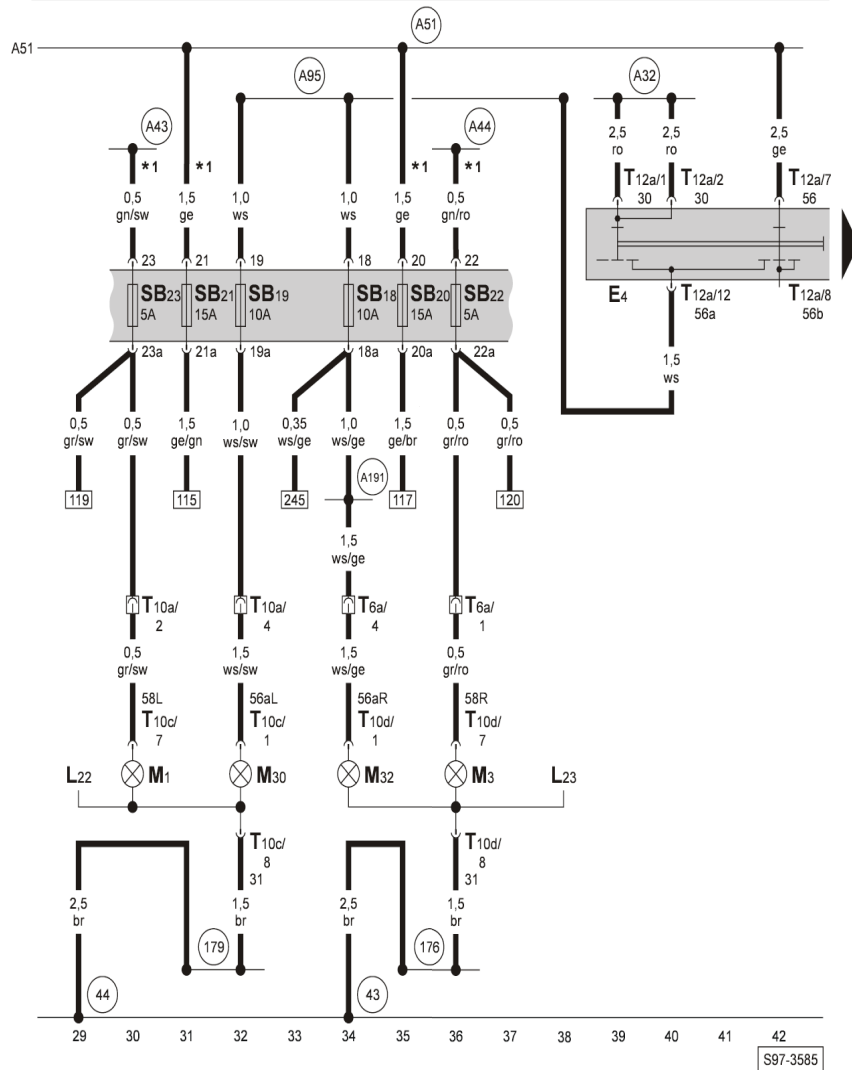 A51
A51
A95
A32
A43
A44
*1
*1
*1
*1
2,5
ro
2,5
ro
2,5
ge
0,5
gn/sw
1,5
ge
1,0
ws
1,0
ws
1,5
ge
0,5
gn/ro
T12a/1
30
T12a/2
30
T12a/7
56
23
21
19
18
20
22
SB23
5A
SB21
15A
SB19
10A
SB18
10A
SB20
15A
SB22
5A
E4
T12a/12
56a
T12a/8
56b
23a
21a
19a
18a
20a
22a
1,5
ws
0,5
gr/sw
0,5
gr/sw
1,5
ge/gn
1,0
ws/sw
0,35
ws/ge
1,0
ws/ge
1,5
ge/br
0,5
gr/ro
0,5
gr/ro
A191
119
115
245
117
120
1,5
ws/ge
T10a/
2
T10a/
4
T6a/
4
T6a/
1
0,5
gr/sw
1,5
ws/sw
1,5
ws/ge
0,5
gr/ro
58L
T10c/
7
56aL
T10c/
1
56aR
T10d/
1
58R
T10d/
7
L22
M1
M30
M32
M3
L23
T10c/
8
31
T10d/
8
31
2,5
br
1,5
br
2,5
br
1,5
br
179
176
44
43
29 30 31 32 33 34 35 36 37 38 39 40 41 42
S97-3585